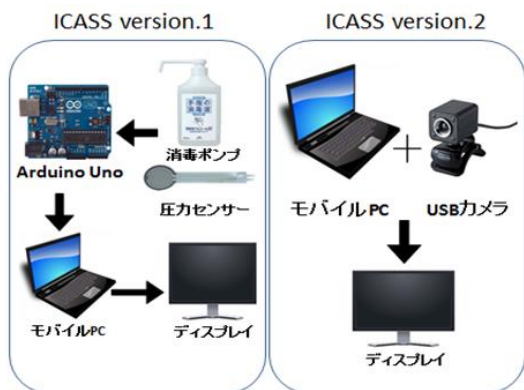 ICASS version.1
消毒ポンプ
Arduino Uno
圧力センサー
モバイルPC
ディスプレイ
ICASS version.2
モバイルPC
USBカメラ
ディスプレイ